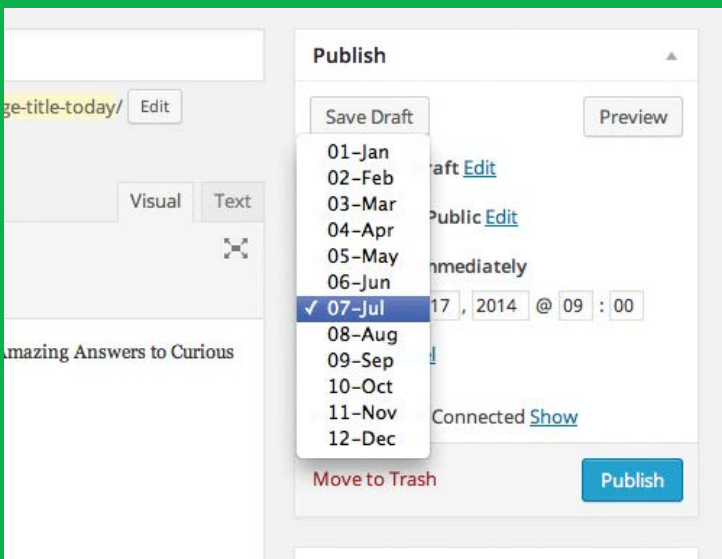 Publish
ge-title-today/ Edit
Save Draft
Preview
01-Jan
02-Feb
03-Mar
04-Apr
05-May
06-Jun
✓ 07-Jul
08-Aug
09-Sep
10-Oct
11-Nov
12-Dec
raft Edit
Visual Text
Public Edit
mmediately
17 , 2014 @ 09 : 00
mazing Answers to Curious
Connected Show
Move to Trash
Publish